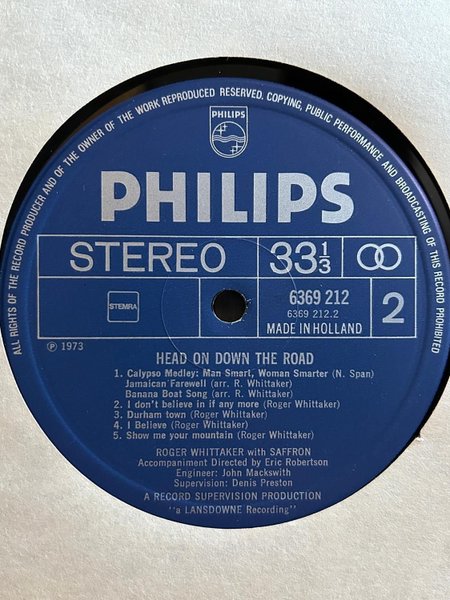 ALL RIGHTS OF THE RECORD PRODUCER AND OF THE OWNER OF THE WORK REPRODUCED RESERVED. COPYING, PUBLIC PERFORMANCE AND BROADCASTING OF THIS RECORD PROHIBITED
PHILIPS
PHILIPS
STEREO 33 1/3
STEMRA
6369 212
6369 212.2
MADE IN HOLLAND
2
Ⓟ 1973
HEAD ON DOWN THE ROAD
1. Calypso Medley: Man Smart, Woman Smarter (N. Span)
Jamaican Farewell (arr. R. Whittaker)
Banana Boat Song (arr. R. Whittaker)
2. I don't believe in if any more (Roger Whittaker)
3. Durham town (Roger Whittaker)
4. I Believe (Roger Whittaker)
5. Show me your mountain (Roger Whittaker)
ROGER WHITTAKER with SAFFRON
Accompaniment Directed by Eric Robertson
Engineer: John Mackswith
Supervision: Denis Preston
A RECORD SUPERVISION PRODUCTION
"a LANSDOWNE Recording"